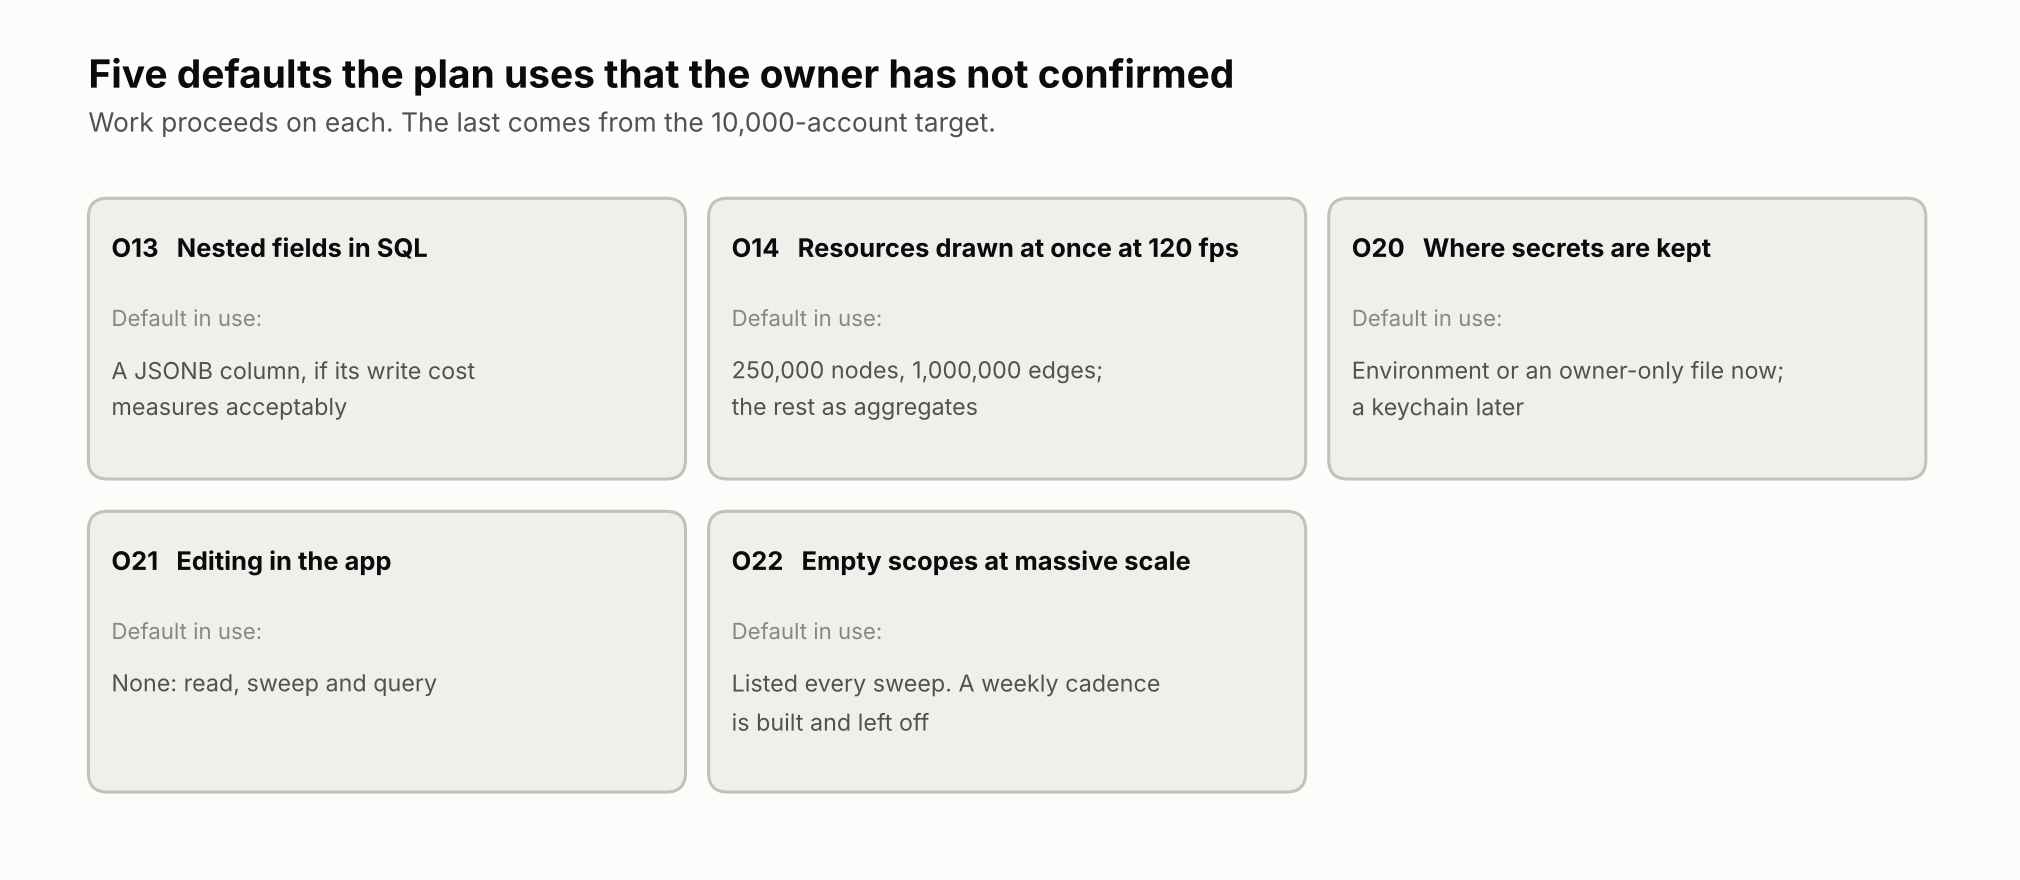 Five defaults the plan uses that the owner has not confirmed
Work proceeds on each. The last comes from the 10,000-account target.
O13 Nested fields in SQL
Default in use:
A JSONB column, if its write cost
measures acceptably
O14 Resources drawn at once at 120 fps
Default in use:
250,000 nodes, 1,000,000 edges;
the rest as aggregates
O20 Where secrets are kept
Default in use:
Environment or an owner-only file now;
a keychain later
O21 Editing in the app
Default in use:
None: read, sweep and query
O22 Empty scopes at massive scale
Default in use:
Listed every sweep. A weekly cadence
is built and left off